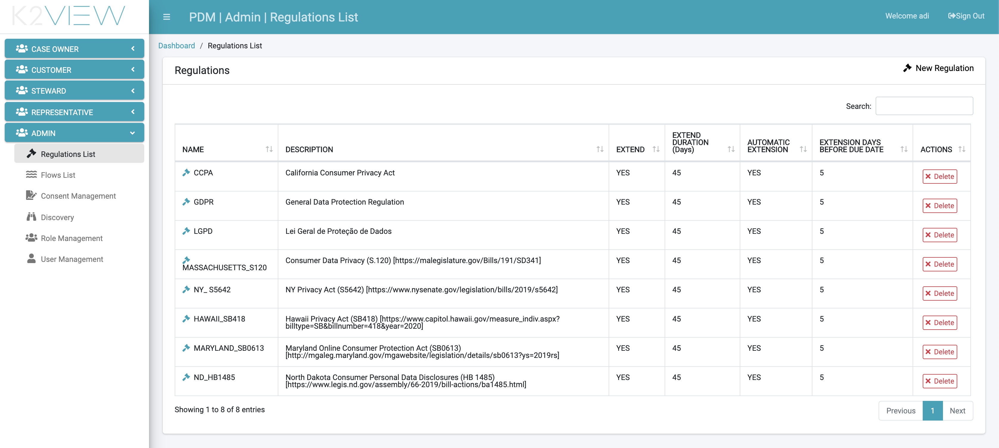 K2VIEW
PDM | Admin | Regulations List
Welcome adi
Sign Out
CASE OWNER
CUSTOMER
STEWARD
REPRESENTATIVE
ADMIN
Regulations List
Flows List
Consent Management
Discovery
Role Management
User Management
Dashboard / Regulations List
Regulations
New Regulation
Search:
NAME
DESCRIPTION
EXTEND
EXTEND
DURATION
(Days)
AUTOMATIC
EXTENSION
EXTENSION DAYS
BEFORE DUE DATE
ACTIONS
CCPA California Consumer Privacy Act YES 45 YES 5 Delete
GDPR General Data Protection Regulation YES 45 YES 5 Delete
LGPD Lei Geral de Proteção de Dados YES 45 YES 5 Delete
MASSACHUSETTS_S120 Consumer Data Privacy (S.120) [https://malegislature.gov/Bills/191/SD341] YES 45 YES 5 Delete
NY_ S5642 NY Privacy Act (S5642) [https://www.nysenate.gov/legislation/bills/2019/s5642] YES 45 YES 5 Delete
HAWAII_SB418 Hawaii Privacy Act (SB418) [https://www.capitol.hawaii.gov/measure_indiv.aspx?
billtype=SB&billnumber=418&year=2020] YES 45 YES 5 Delete
MARYLAND_SB0613 Maryland Online Consumer Protection Act (SB0613)
[http://mgaleg.maryland.gov/mgawebsite/legislation/details/sb0613?ys=2019rs] YES 45 YES 5 Delete
ND_HB1485 North Dakota Consumer Personal Data Disclosures (HB 1485)
[https://www.legis.nd.gov/assembly/66-2019/bill-actions/ba1485.html] YES 45 YES 5 Delete
Showing 1 to 8 of 8 entries
Previous 1 Next